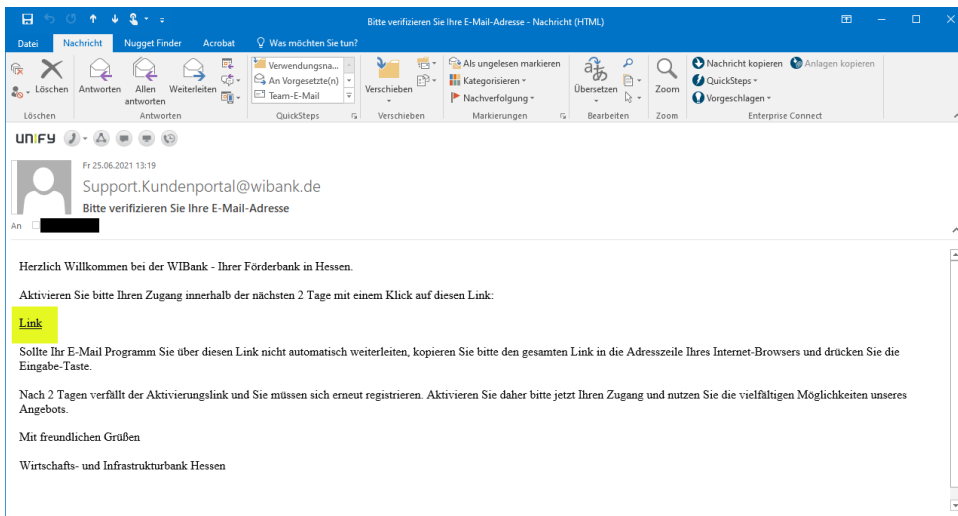 Bitte verifizieren Sie Ihre E-Mail-Adresse - Nachricht (HTML)
Datei Nachricht Nugget Finder Acrobat Was möchten Sie tun?
Löschen
Antworten
Allen antworten
Weiterleiten
Verwendungsna...
An Vorgesetzte(n)
Team-E-Mail
Verschieben
Als ungelesen markieren
Kategorisieren
Nachverfolgung
Übersetzen
Zoom
Nachricht kopieren
Anlagen kopieren
QuickSteps
Vorgeschlagen
Löschen Antworten QuickSteps Verschieben Markierungen Bearbeiten Zoom Enterprise Connect
UNIFY
Fr 25.06.2021 13:19
Support.Kundenportal@wibank.de
Bitte verifizieren Sie Ihre E-Mail-Adresse
An
Herzlich Willkommen bei der WIBank - Ihrer Förderbank in Hessen.
Aktivieren Sie bitte Ihren Zugang innerhalb der nächsten 2 Tage mit einem Klick auf diesen Link:
Link
Sollte Ihr E-Mail Programm Sie über diesen Link nicht automatisch weiterleiten, kopieren Sie bitte den gesamten Link in die Adresszeile Ihres Internet-Browsers und drücken Sie die
Eingabe-Taste.
Nach 2 Tagen verfällt der Aktivierungslink und Sie müssen sich erneut registrieren. Aktivieren Sie daher bitte jetzt Ihren Zugang und nutzen Sie die vielfältigen Möglichkeiten unseres
Angebots.
Mit freundlichen Grüßen
Wirtschafts- und Infrastrukturbank Hessen